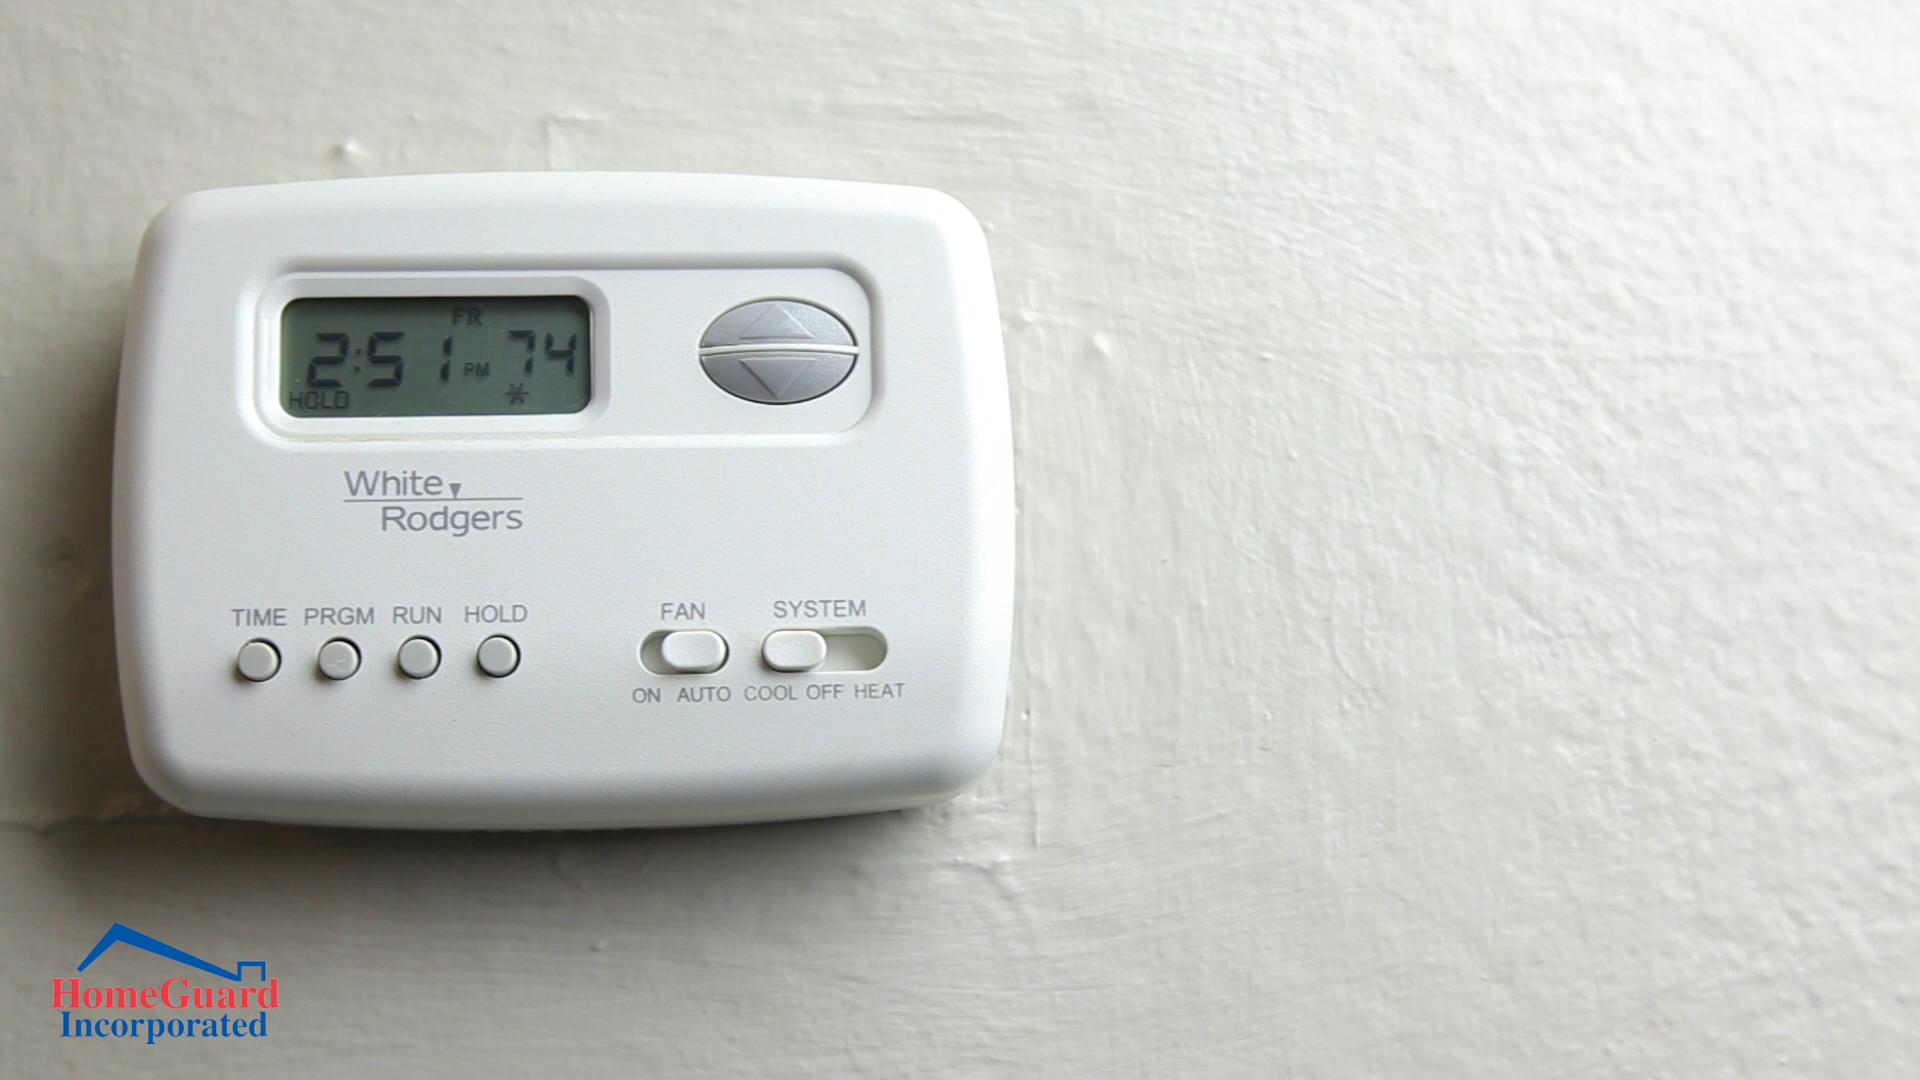 FR
2:51 PM 74
HOLD
White
Rodgers
TIME PRGM RUN HOLD
FAN SYSTEM
ON AUTO COOL OFF HEAT
HomeGuard
Incorporated